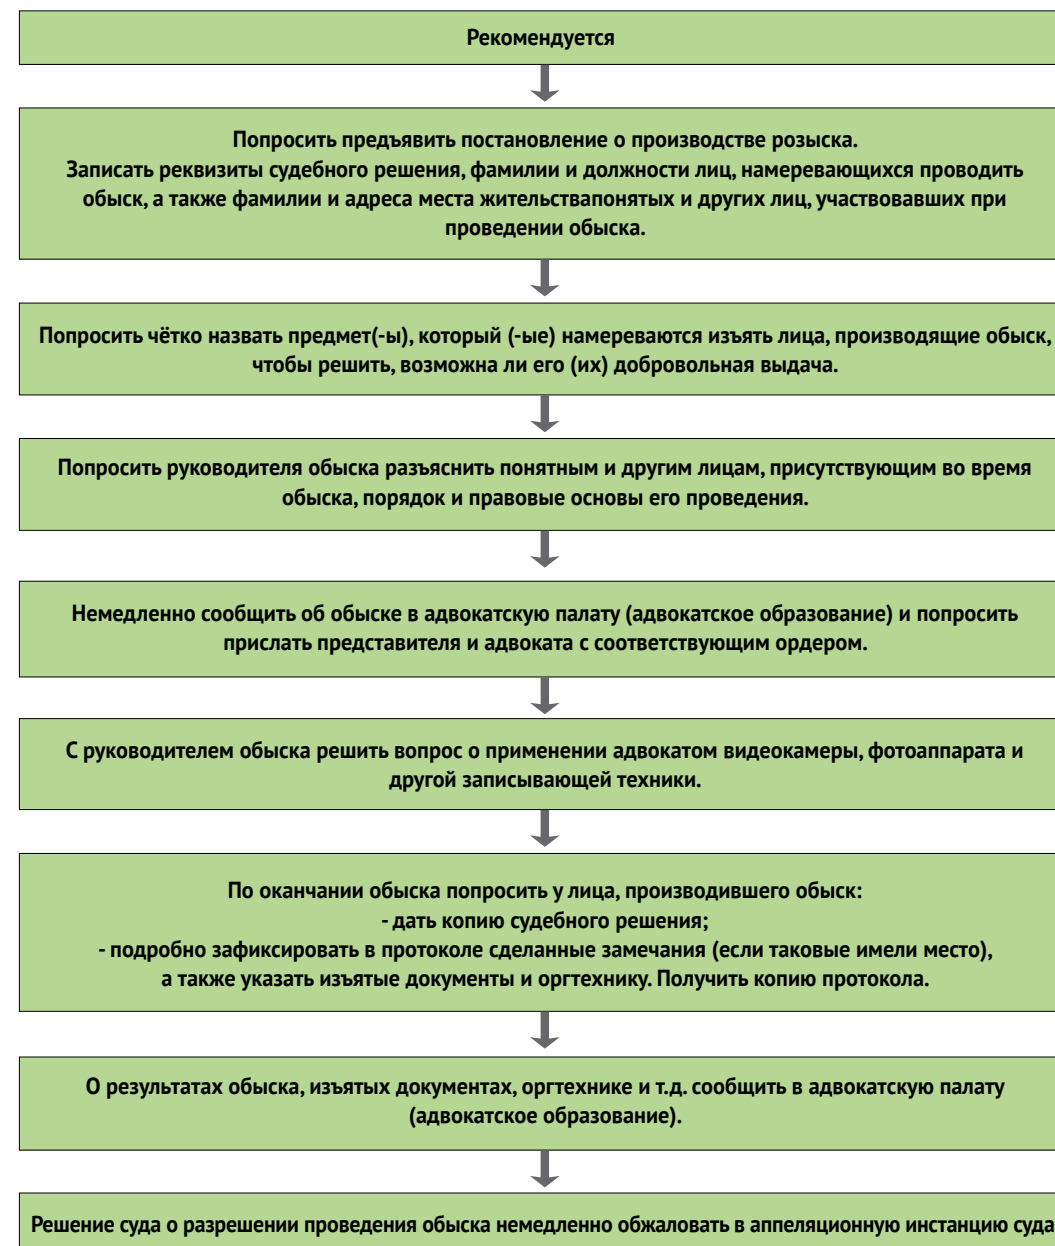 Рекомендуется
Попросить предъявить постановление о производстве розыска.
Записать реквизиты судебного решения, фамилии и должности лиц, намеревающихся проводить
обыск, а также фамилии и адреса места жительствапонятых и других лиц, участвовавших при
проведении обыска.
Попросить чётко назвать предмет(-ы), который (-ые) намереваются изъять лица, производящие обыск,
чтобы решить, возможна ли его (их) добровольная выдача.
Попросить руководителя обыска разъяснить понятным и другим лицам, присутствующим во время
обыска, порядок и правовые основы его проведения.
Немедленно сообщить об обыске в адвокатскую палату (адвокатское образование) и попросить
прислать представителя и адвоката с соответствующим ордером.
С руководителем обыска решить вопрос о применении адвокатом видеокамеры, фотоаппарата и
другой записывающей техники.
По оканчании обыска попросить у лица, производившего обыск:
- дать копию судебного решения;
- подробно зафиксировать в протоколе сделанные замечания (если таковые имели место),
а также указать изъятые документы и оргтехнику. Получить копию протокола.
О результатах обыска, изъятых документах, оргтехнике и т.д. сообщить в адвокатскую палату
(адвокатское образование).
Решение суда о разрешении проведения обыска немедленно обжаловать в аппеляционную инстанцию суда